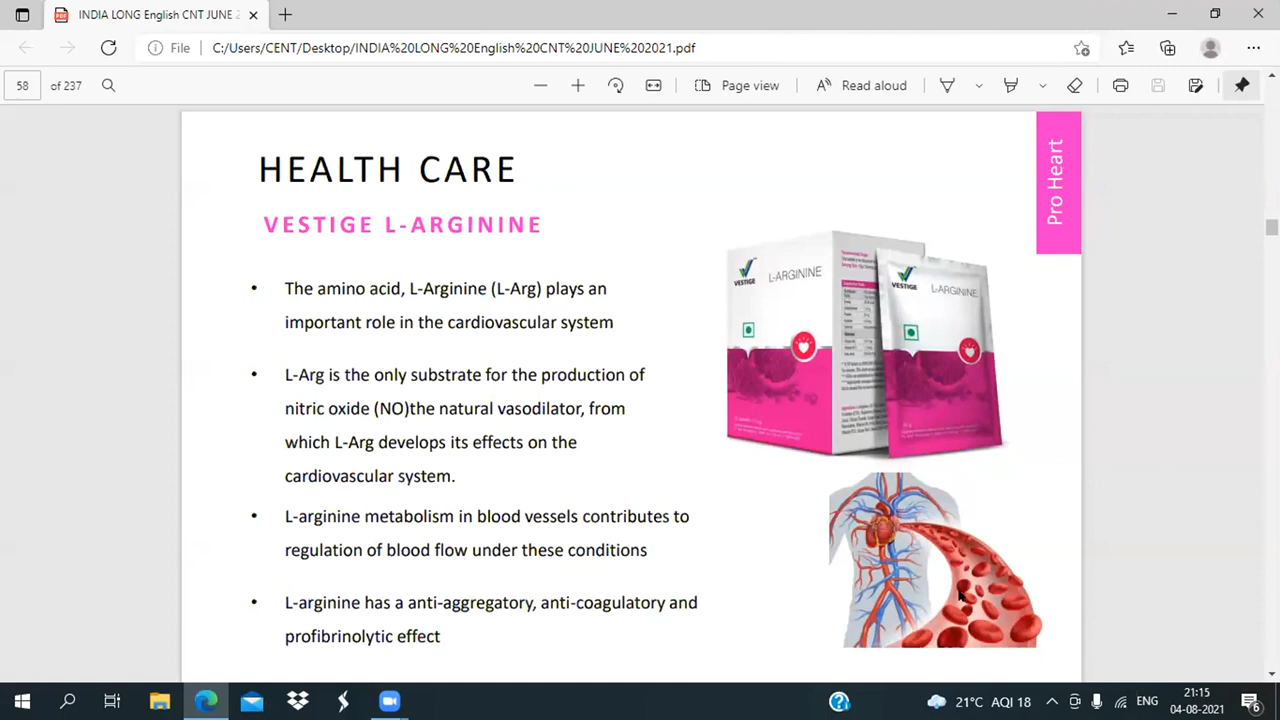 INDIA LONG English CNT JUNE 2
File
C:/Users/CENT/Desktop/INDIA%20LONG%20English%20CNT%20JUNE%202021.pdf
58 of 237
Page view
Read aloud
HEALTH CARE
Pro Heart
VESTIGE L-ARGININE
• The amino acid, L-Arginine (L-Arg) plays an
important role in the cardiovascular system
• L-Arg is the only substrate for the production of
nitric oxide (NO)the natural vasodilator, from
which L-Arg develops its effects on the
cardiovascular system.
• L-arginine metabolism in blood vessels contributes to
regulation of blood flow under these conditions
• L-arginine has a anti-aggregatory, anti-coagulatory and
profibrinolytic effect
VESTIGE
L-ARGININE
VESTIGE
L-ARGININE
21°C AQI 18
ENG
21:15
04-08-2021
6